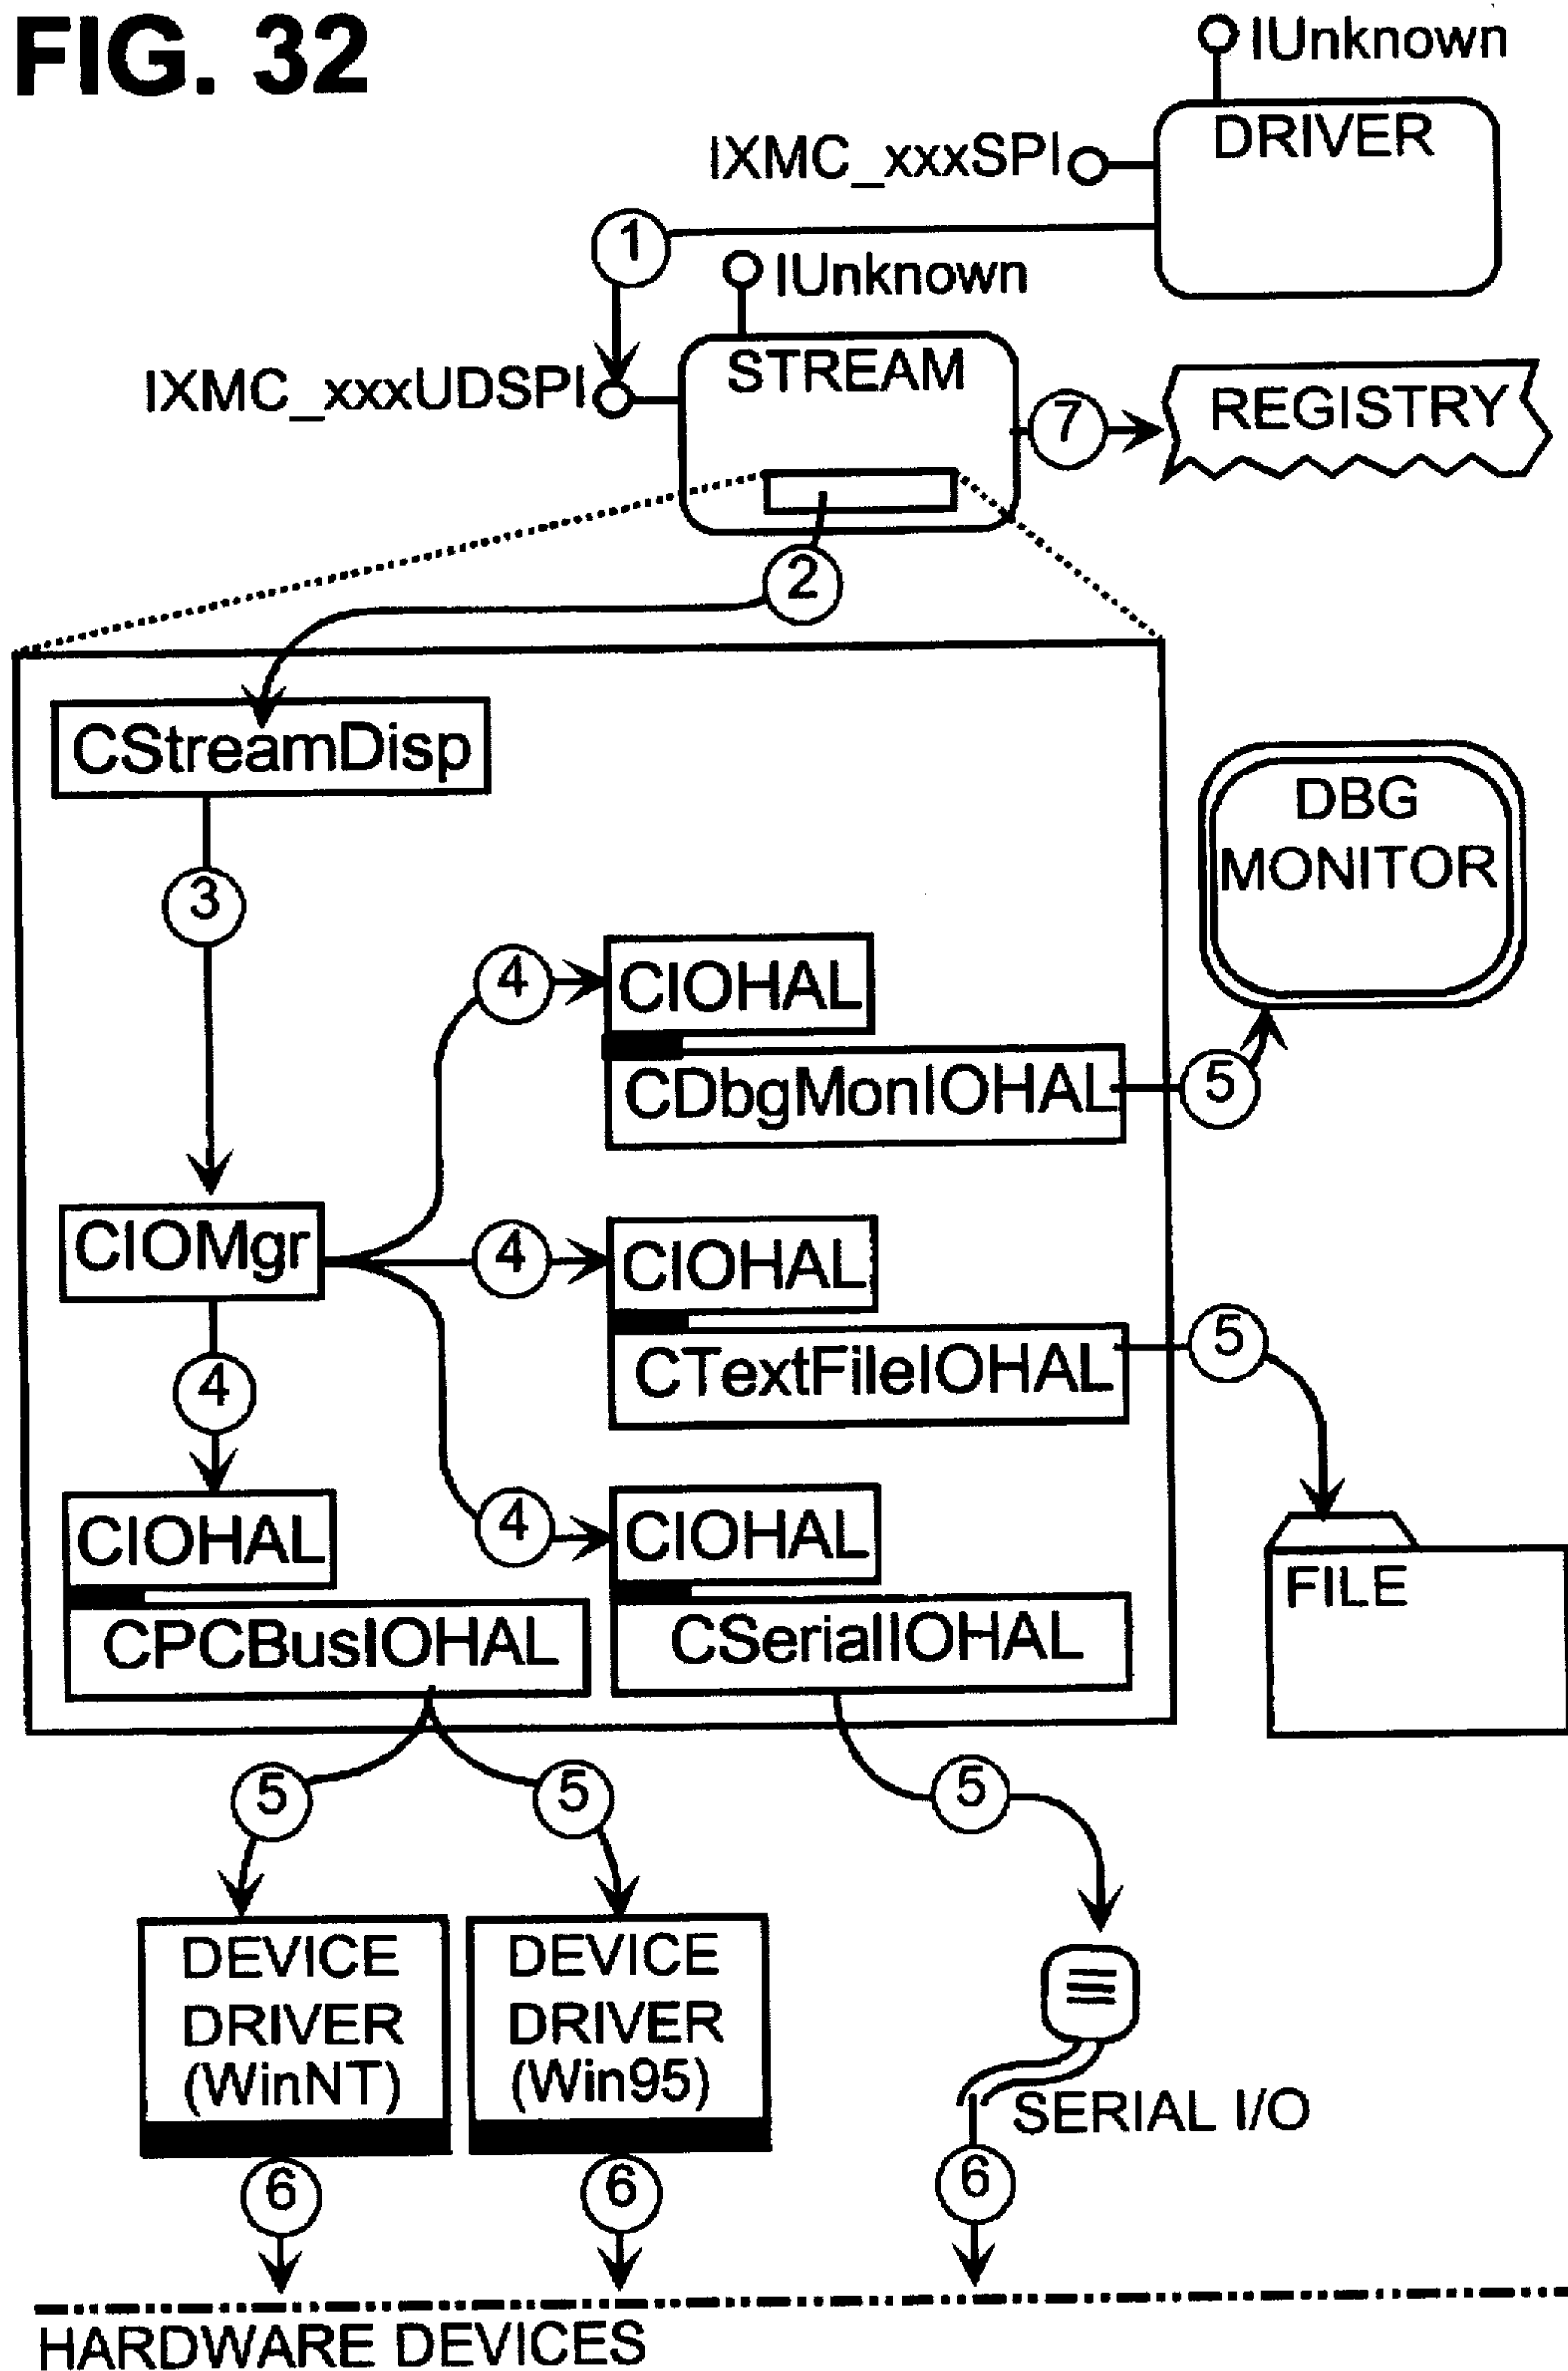 FIG. 32
IUnknown
DRIVER
IXMC_xxxSPI
1
IUnknown
STREAM
IXMC_xxxUDSPI
7
REGISTRY
2
CStreamDisp
DBG
MONITOR
3
4
CIOHAL
CDbgMonIOHAL
5
CIOMgr
4
CIOHAL
CTextFileIOHAL
5
4
CIOHAL
CPCBusIOHAL
4
CIOHAL
CSerialIOHAL
FILE
5
5
5
DEVICE
DRIVER
(WinNT)
DEVICE
DRIVER
(Win95)
SERIAL I/O
6
6
6
HARDWARE DEVICES